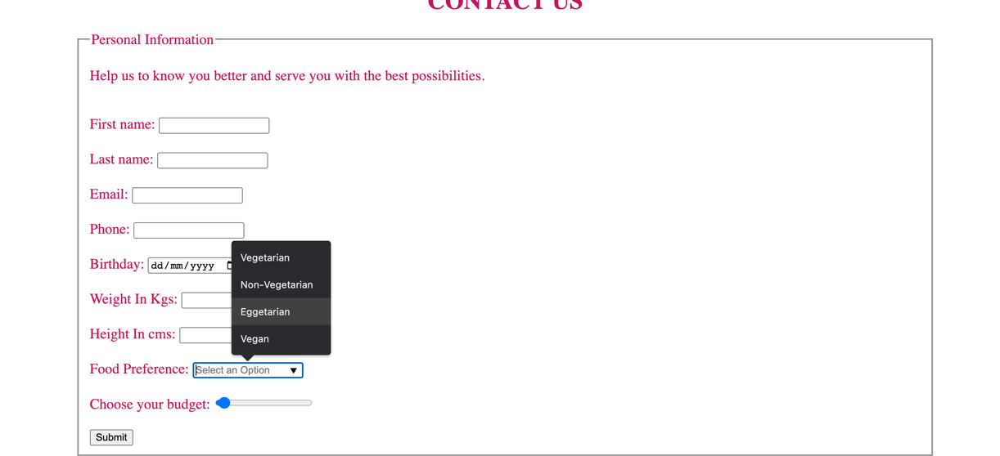 CONTACT US
Personal Information
Help us to know you better and serve you with the best possibilities.
First name:
Last name:
Email:
Phone:
Birthday: dd/mm/yyyy
Weight In Kgs:
Height In cms:
Vegetarian
Non-Vegetarian
Eggetarian
Vegan
Food Preference: Select an Option
Choose your budget:
Submit